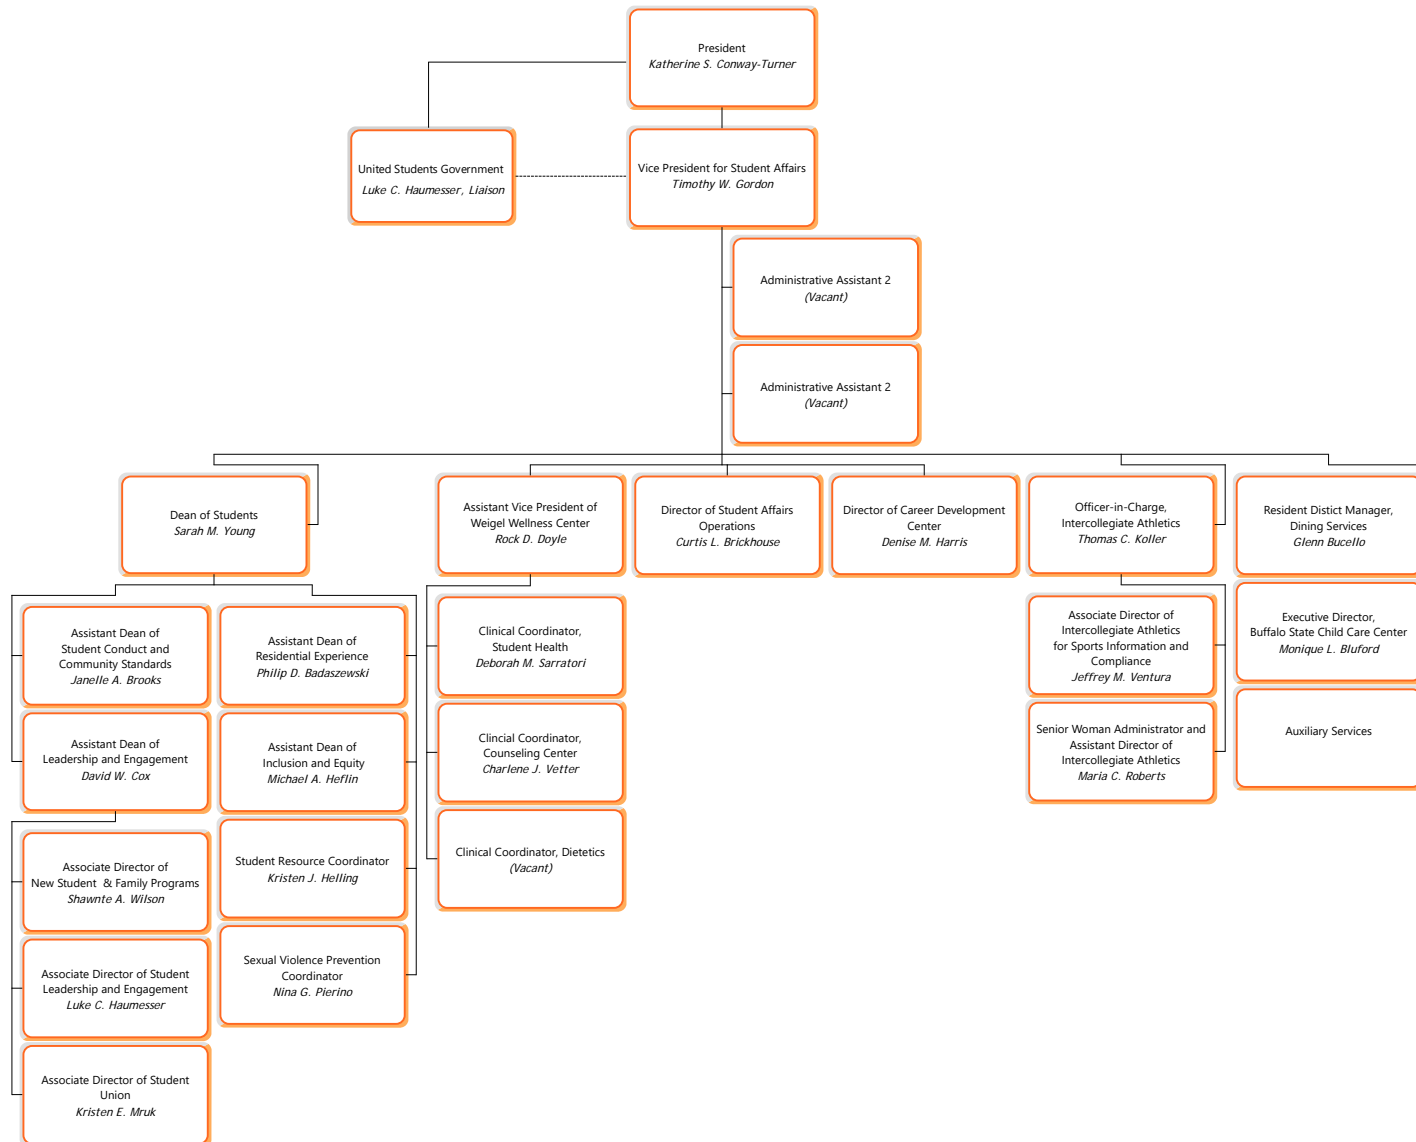 President
Katherine S. Conway-Turner
United Students Government
Luke C. Haumesser, Liaison
Vice President for Student Affairs
Timothy W. Gordon
Administrative Assistant 2
(Vacant)
Administrative Assistant 2
(Vacant)
Dean of Students
Sarah M. Young
Assistant Vice President of
Weigel Wellness Center
Rock D. Doyle
Director of Student Affairs
Operations
Curtis L. Brickhouse
Director of Career Development
Center
Denise M. Harris
Officer-in-Charge,
Intercollegiate Athletics
Thomas C. Koller
Resident Distict Manager,
Dining Services
Glenn Bucello
Assistant Dean of
Student Conduct and
Community Standards
Janelle A. Brooks
Assistant Dean of
Residential Experience
Philip D. Badaszewski
Clinical Coordinator,
Student Health
Deborah M. Sarratori
Associate Director of
Intercollegiate Athletics
for Sports Information and
Compliance
Jeffrey M. Ventura
Executive Director,
Buffalo State Child Care Center
Monique L. Bluford
Assistant Dean of
Leadership and Engagement
David W. Cox
Assistant Dean of
Inclusion and Equity
Michael A. Heflin
Clincial Coordinator,
Counseling Center
Charlene J. Vetter
Senior Woman Administrator and
Assistant Director of
Intercollegiate Athletics
Maria C. Roberts
Auxiliary Services
Associate Director of
New Student  & Family Programs
Shawnte A. Wilson
Student Resource Coordinator
Kristen J. Helling
Clinical Coordinator, Dietetics
(Vacant)
Associate Director of Student
Leadership and Engagement
Luke C. Haumesser
Sexual Violence Prevention
Coordinator
Nina G. Pierino
Associate Director of Student
Union
Kristen E. Mruk